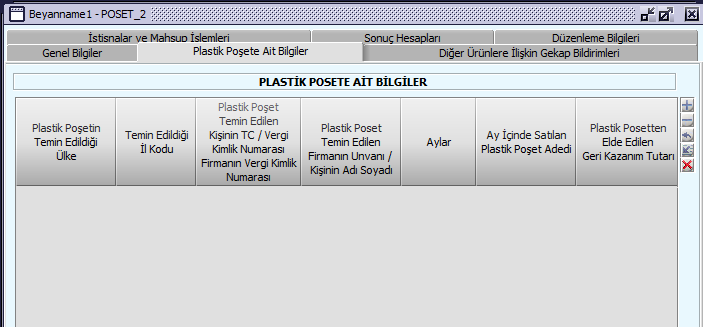 Beyanname1 - POSET_2
İstisnalar ve Mahsup İşlemleri
Sonuç Hesapları
Düzenleme Bilgileri
Genel Bilgiler
Plastik Poşete Ait Bilgiler
Diğer Ürünlere İlişkin Gekap Bildirimleri
PLASTİK POSETE AİT BİLGİLER
Plastik Poşetin
Temin Edildiği
Ülke
Temin Edildiği
İl Kodu
Plastik Poşet
Temin Edilen
Kişinin TC / Vergi
Kimlik Numarası
Firmanın Vergi Kimlik
Numarası
Plastik Poset
Temin Edilen
Firmanın Unvanı /
Kişinin Adı Soyadı
Aylar
Ay İçinde Satılan
Plastik Poşet Adedi
Plastik Posetten
Elde Edilen
Geri Kazanım Tutarı